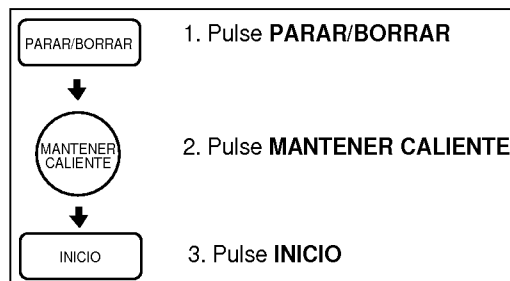 PARAR/BORRAR
1. Pulse PARAR/BORRAR
MANTENER
CALIENTE
2. Pulse MANTENER CALIENTE
INICIO
3. Pulse INICIO